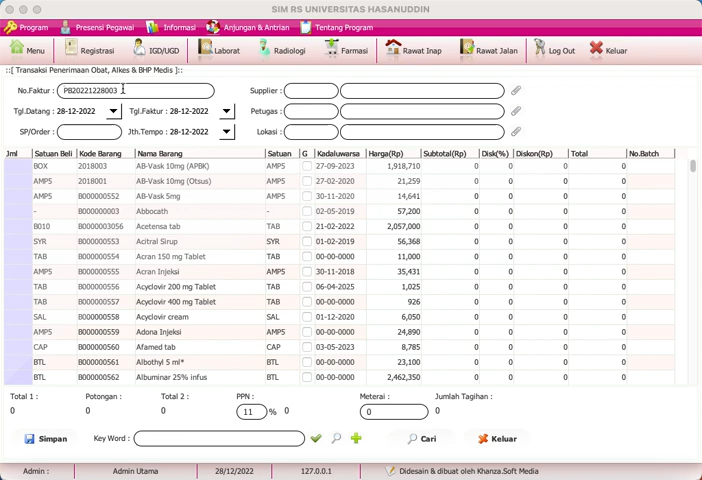 SIM RS UNIVERSITAS HASANUDDIN
Program Presensi Pegawai Informasi Anjungan & Antrian Tentang Program
Menu Registrasi IGD/UGD Laborat Radiologi Farmasi Rawat Inap Rawat Jalan Log Out Keluar
::[ Transaksi Penerimaan Obat, Alkes & BHP Medis ]::
No.Faktur : PB20221228003 Supplier :
Tgl.Datang : 28-12-2022 Tgl.Faktur : 28-12-2022 Petugas :
SP/Order : Jth.Tempo : 28-12-2022 Lokasi :
Jml Satuan Beli Kode Barang Nama Barang Satuan G Kadaluwarsa Harga(Rp) Subtotal(Rp) Disk(%) Diskon(Rp) Total No.Batch
BOX 2018003 AB-Vask 10mg (APBK) AMP5 27-09-2023 1,918,710 0 0 0 0
AMP5 2018001 AB-Vask 10mg (Otsus) AMP5 27-02-2020 21,259 0 0 0 0
AMP5 B000000552 AB-Vask 5mg AMP5 30-11-2020 14,641 0 0 0 0
- B000000003 Abbocath - 02-05-2019 57,200 0 0 0 0
B010 B0000003056 Acetensa tab TAB 21-02-2022 2,057,000 0 0 0 0
SYR B000000553 Acitral Sirup SYR 01-02-2019 56,368 0 0 0 0
TAB B000000554 Acran 150 mg Tablet TAB 00-00-0000 11,000 0 0 0 0
AMP5 B000000555 Acran Injeksi AMP5 30-11-2018 35,431 0 0 0 0
TAB B000000556 Acyclovir 200 mg Tablet TAB 06-04-2025 1,025 0 0 0 0
TAB B000000557 Acyclovir 400 mg Tablet TAB 00-00-0000 926 0 0 0 0
SAL B000000558 Acyclovir cream SAL 01-12-2020 6,050 0 0 0 0
AMP5 B000000559 Adona Injeksi AMP5 00-00-0000 24,890 0 0 0 0
CAP B000000560 Afamed tab CAP 03-05-2023 8,785 0 0 0 0
BTL B000000561 Albothyl 5 ml* BTL 00-00-0000 23,100 0 0 0 0
BTL B000000562 Albuminar 25% infus BTL 00-00-0000 2,462,350 0 0 0 0
Total 1 : Potongan : Total 2 : PPN : Meterai : Jumlah Tagihan :
0 0 0 11 % 0 0 0
Simpan Key Word : Cari Keluar
Admin : Admin Utama 28/12/2022 127.0.0.1 Didesain & dibuat oleh Khanza.Soft Media